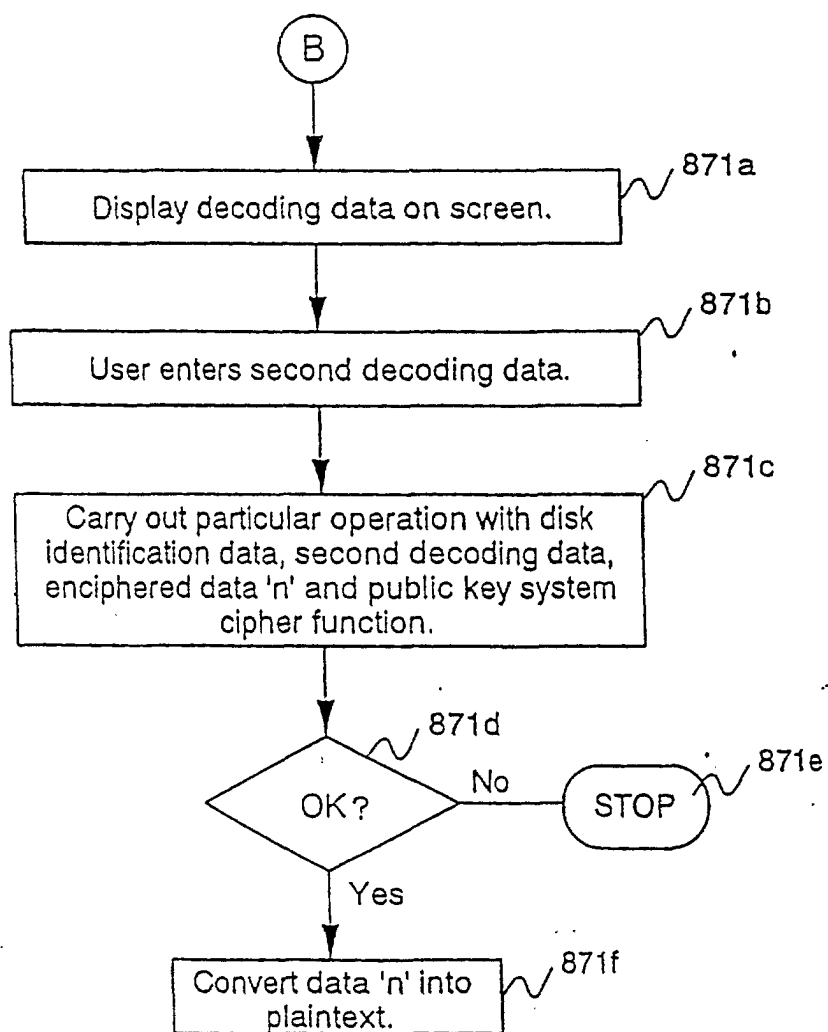 B
871a
Display decoding data on screen.
871b
User enters second decoding data.
871c
Carry out particular operation with disk
identification data, second decoding data,
enciphered data 'n' and public key system
cipher function.
871d
OK?
No
871e
STOP
Yes
871f
Convert data 'n' into
plaintext.